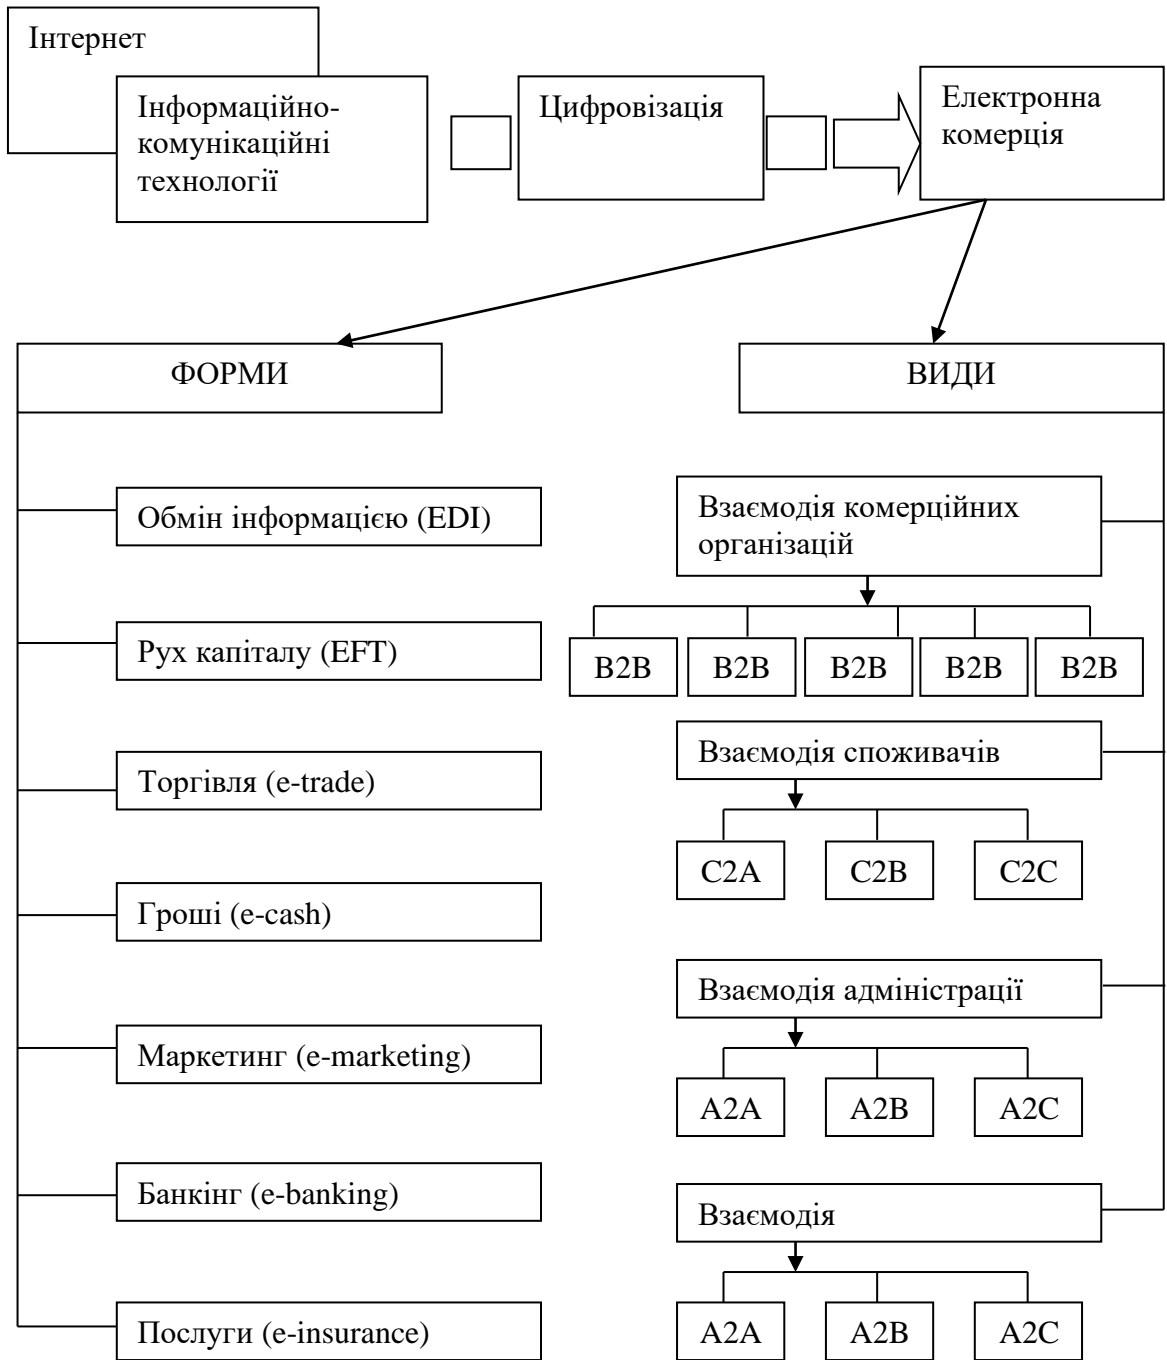 Інтернет
Інформаційно-
комунікаційні
технології
Цифровізація
Електронна
комерція
ФОРМИ
Обмін інформацією (EDI)
Рух капіталу (EFT)
Торгівля (e-trade)
Гроші (e-cash)
Маркетинг (e-marketing)
Банкінг (e-banking)
Послуги (e-insurance)
ВИДИ
Взаємодія комерційних
організацій
B2B B2B B2B B2B B2B
Взаємодія споживачів
C2A C2B C2C
Взаємодія адміністрації
A2A A2B A2C
Взаємодія
A2A A2B A2C